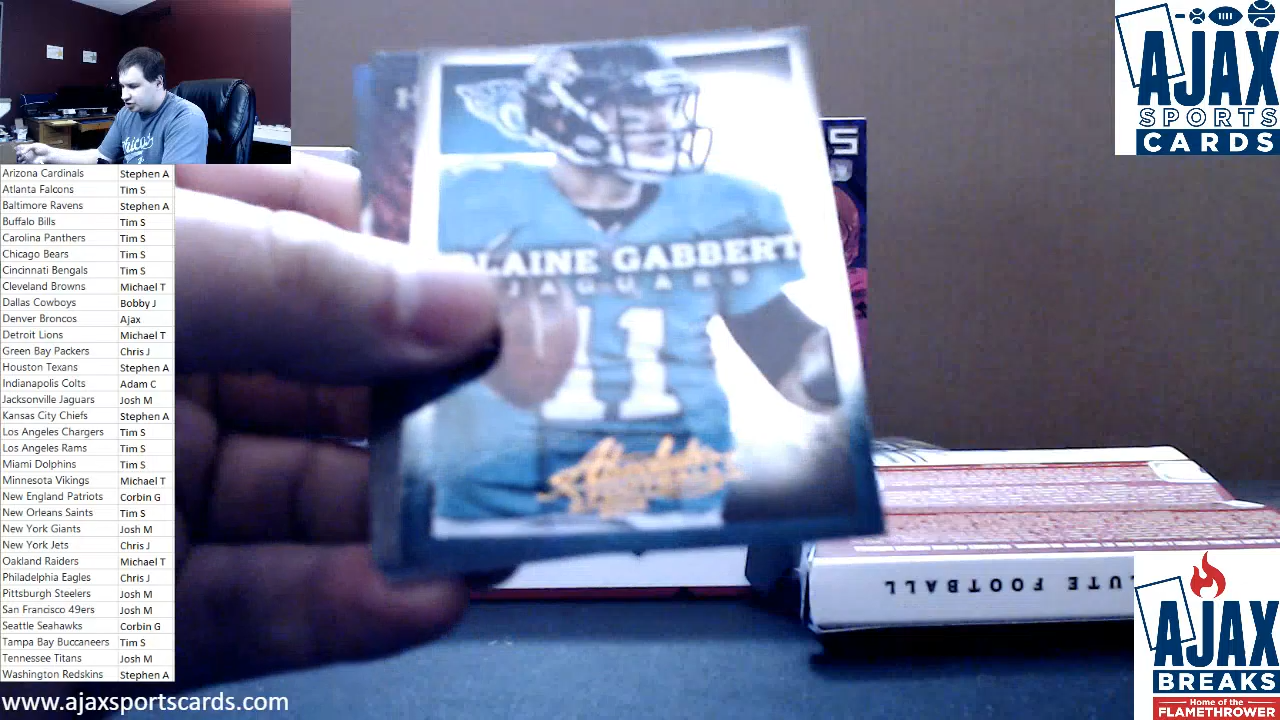 Arizona Cardinals Stephen A
Atlanta Falcons Tim S
Baltimore Ravens Stephen A
Buffalo Bills Tim S
Carolina Panthers Tim S
Chicago Bears Tim S
Cincinnati Bengals Tim S
Cleveland Browns Michael T
Dallas Cowboys Bobby J
Denver Broncos Ajax
Detroit Lions Michael T
Green Bay Packers Chris J
Houston Texans Stephen A
Indianapolis Colts Adam C
Jacksonville Jaguars Josh M
Kansas City Chiefs Stephen A
Los Angeles Chargers Tim S
Los Angeles Rams Tim S
Miami Dolphins Tim S
Minnesota Vikings Michael T
New England Patriots Corbin G
New Orleans Saints Tim S
New York Giants Josh M
New York Jets Chris J
Oakland Raiders Michael T
Philadelphia Eagles Chris J
Pittsburgh Steelers Josh M
San Francisco 49ers Josh M
Seattle Seahawks Corbin G
Tampa Bay Buccaneers Tim S
Tennessee Titans Josh M
Washington Redskins Stephen A
www.ajaxsportscards.com
BLAINE GABBERT
JAGUARS
11
Absolute
UTE FOOTBALL
AJAX
SPORTS
CARDS
AJAX
BREAKS
Home of the
FLAMETHROWER